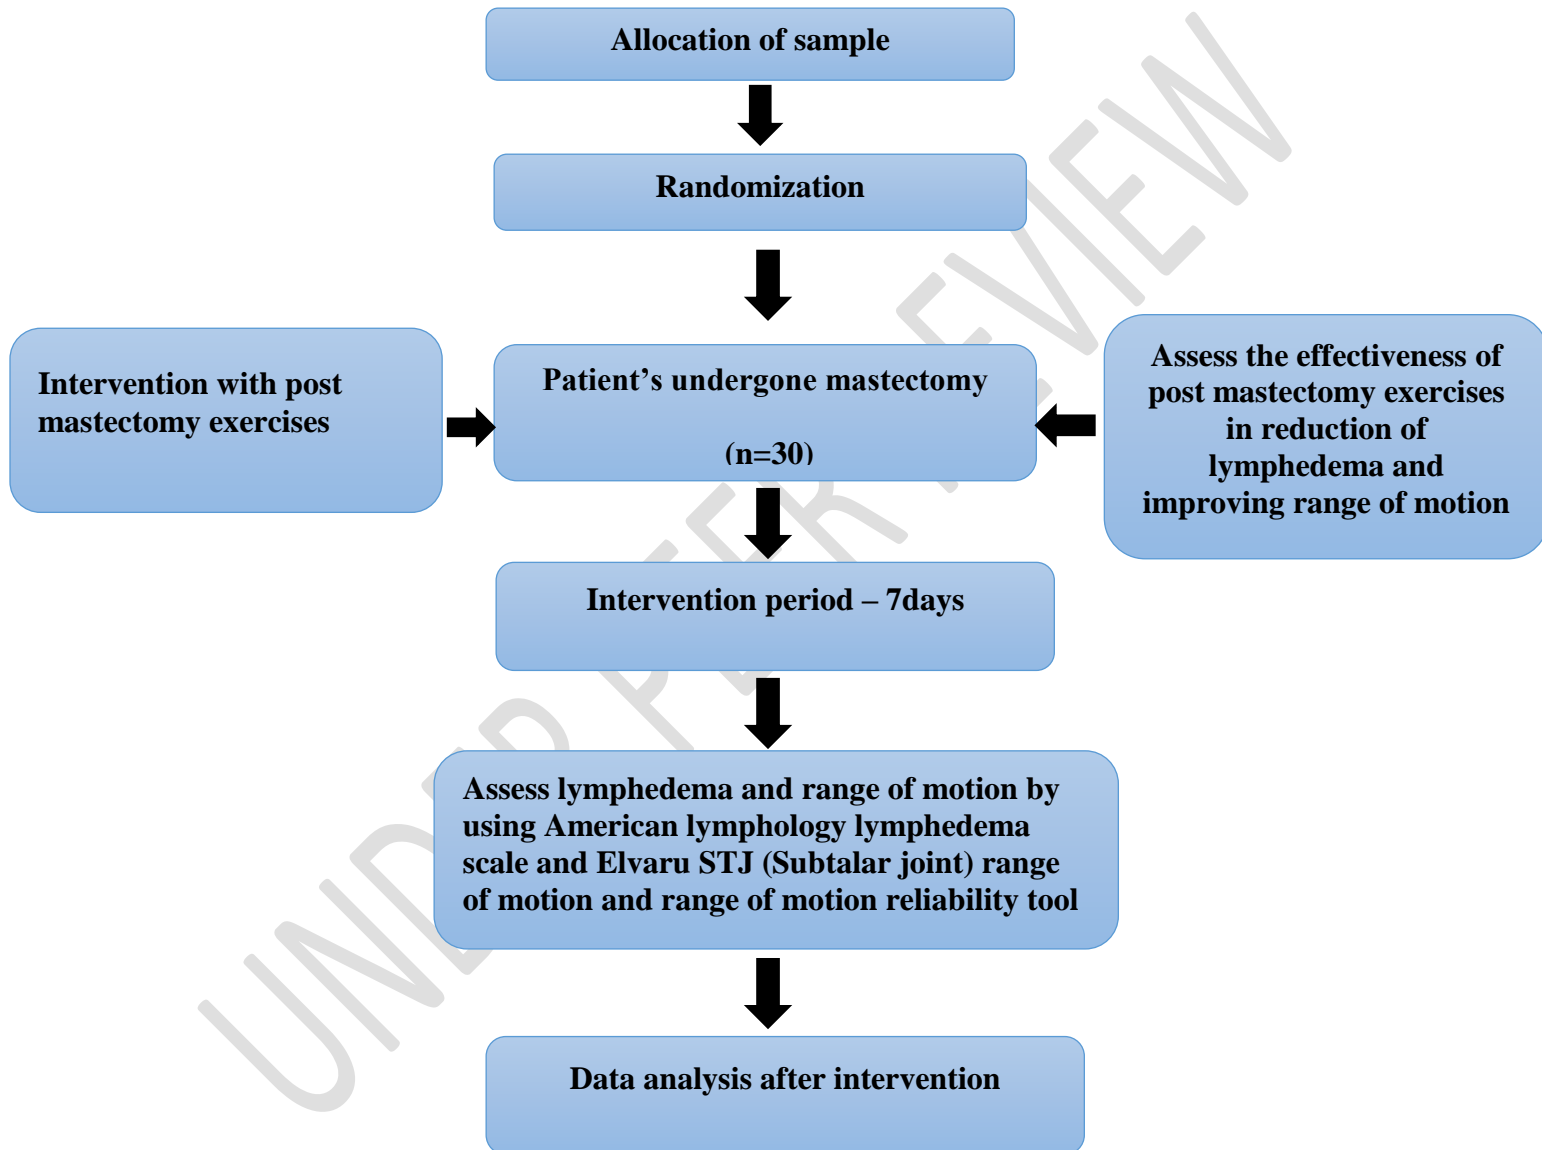 Allocation of sample
Randomization
Intervention with post
mastectomy exercises
Patient’s undergone mastectomy
(n=30)
Assess the effectiveness of
post mastectomy exercises
in reduction of
lymphedema and
improving range of motion
Intervention period – 7days
Assess lymphedema and range of motion by
using American lymphology lymphedema
scale and Elvaru STJ (Subtalar joint) range
of motion and range of motion reliability tool
Data analysis after intervention
UNDER PEER REVIEW